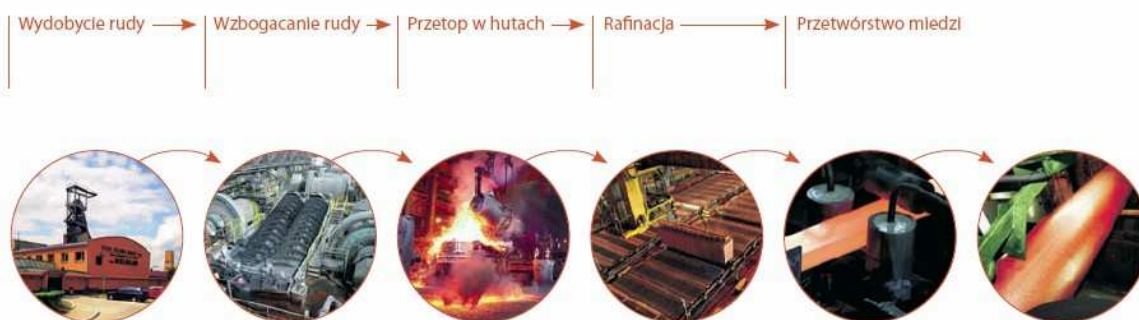 Wydobycie rudy
Wzbogacanie rudy
Przetop w hutach
Rafinacja
Przetwórstwo miedzi